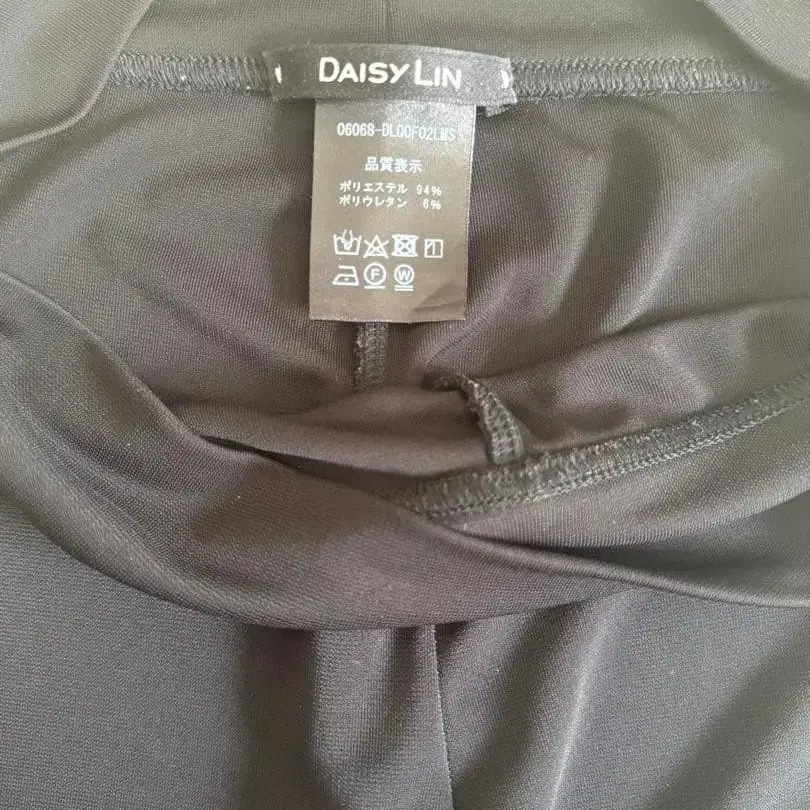 DAISY LIN
06068-DLQQF02LMS
品質表示
ポリエステル 94%
ポリウレタン 6%
F W